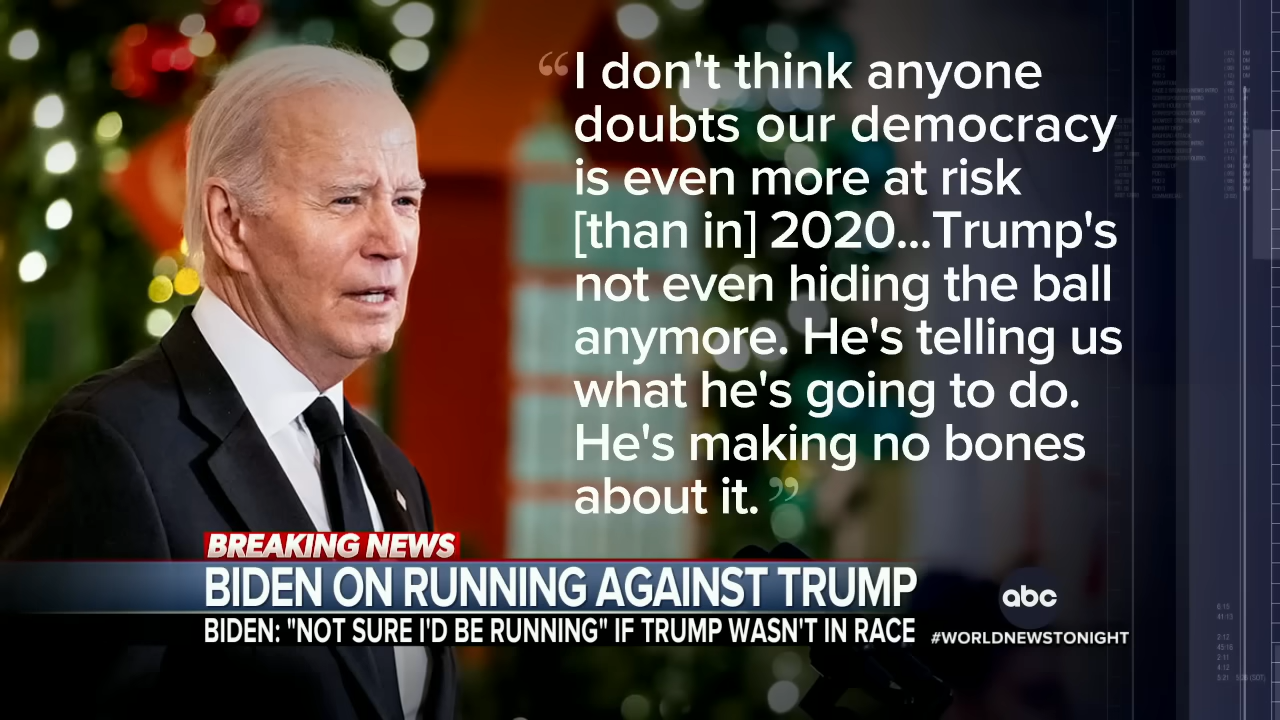 “I don't think anyone
doubts our democracy
is even more at risk
[than in] 2020...Trump's
not even hiding the ball
anymore. He's telling us
what he's going to do.
He's making no bones
about it.”
BREAKING NEWS
BIDEN ON RUNNING AGAINST TRUMP
BIDEN: "NOT SURE I'D BE RUNNING" IF TRUMP WASN'T IN RACE
abc
#WORLDNEWSTONIGHT